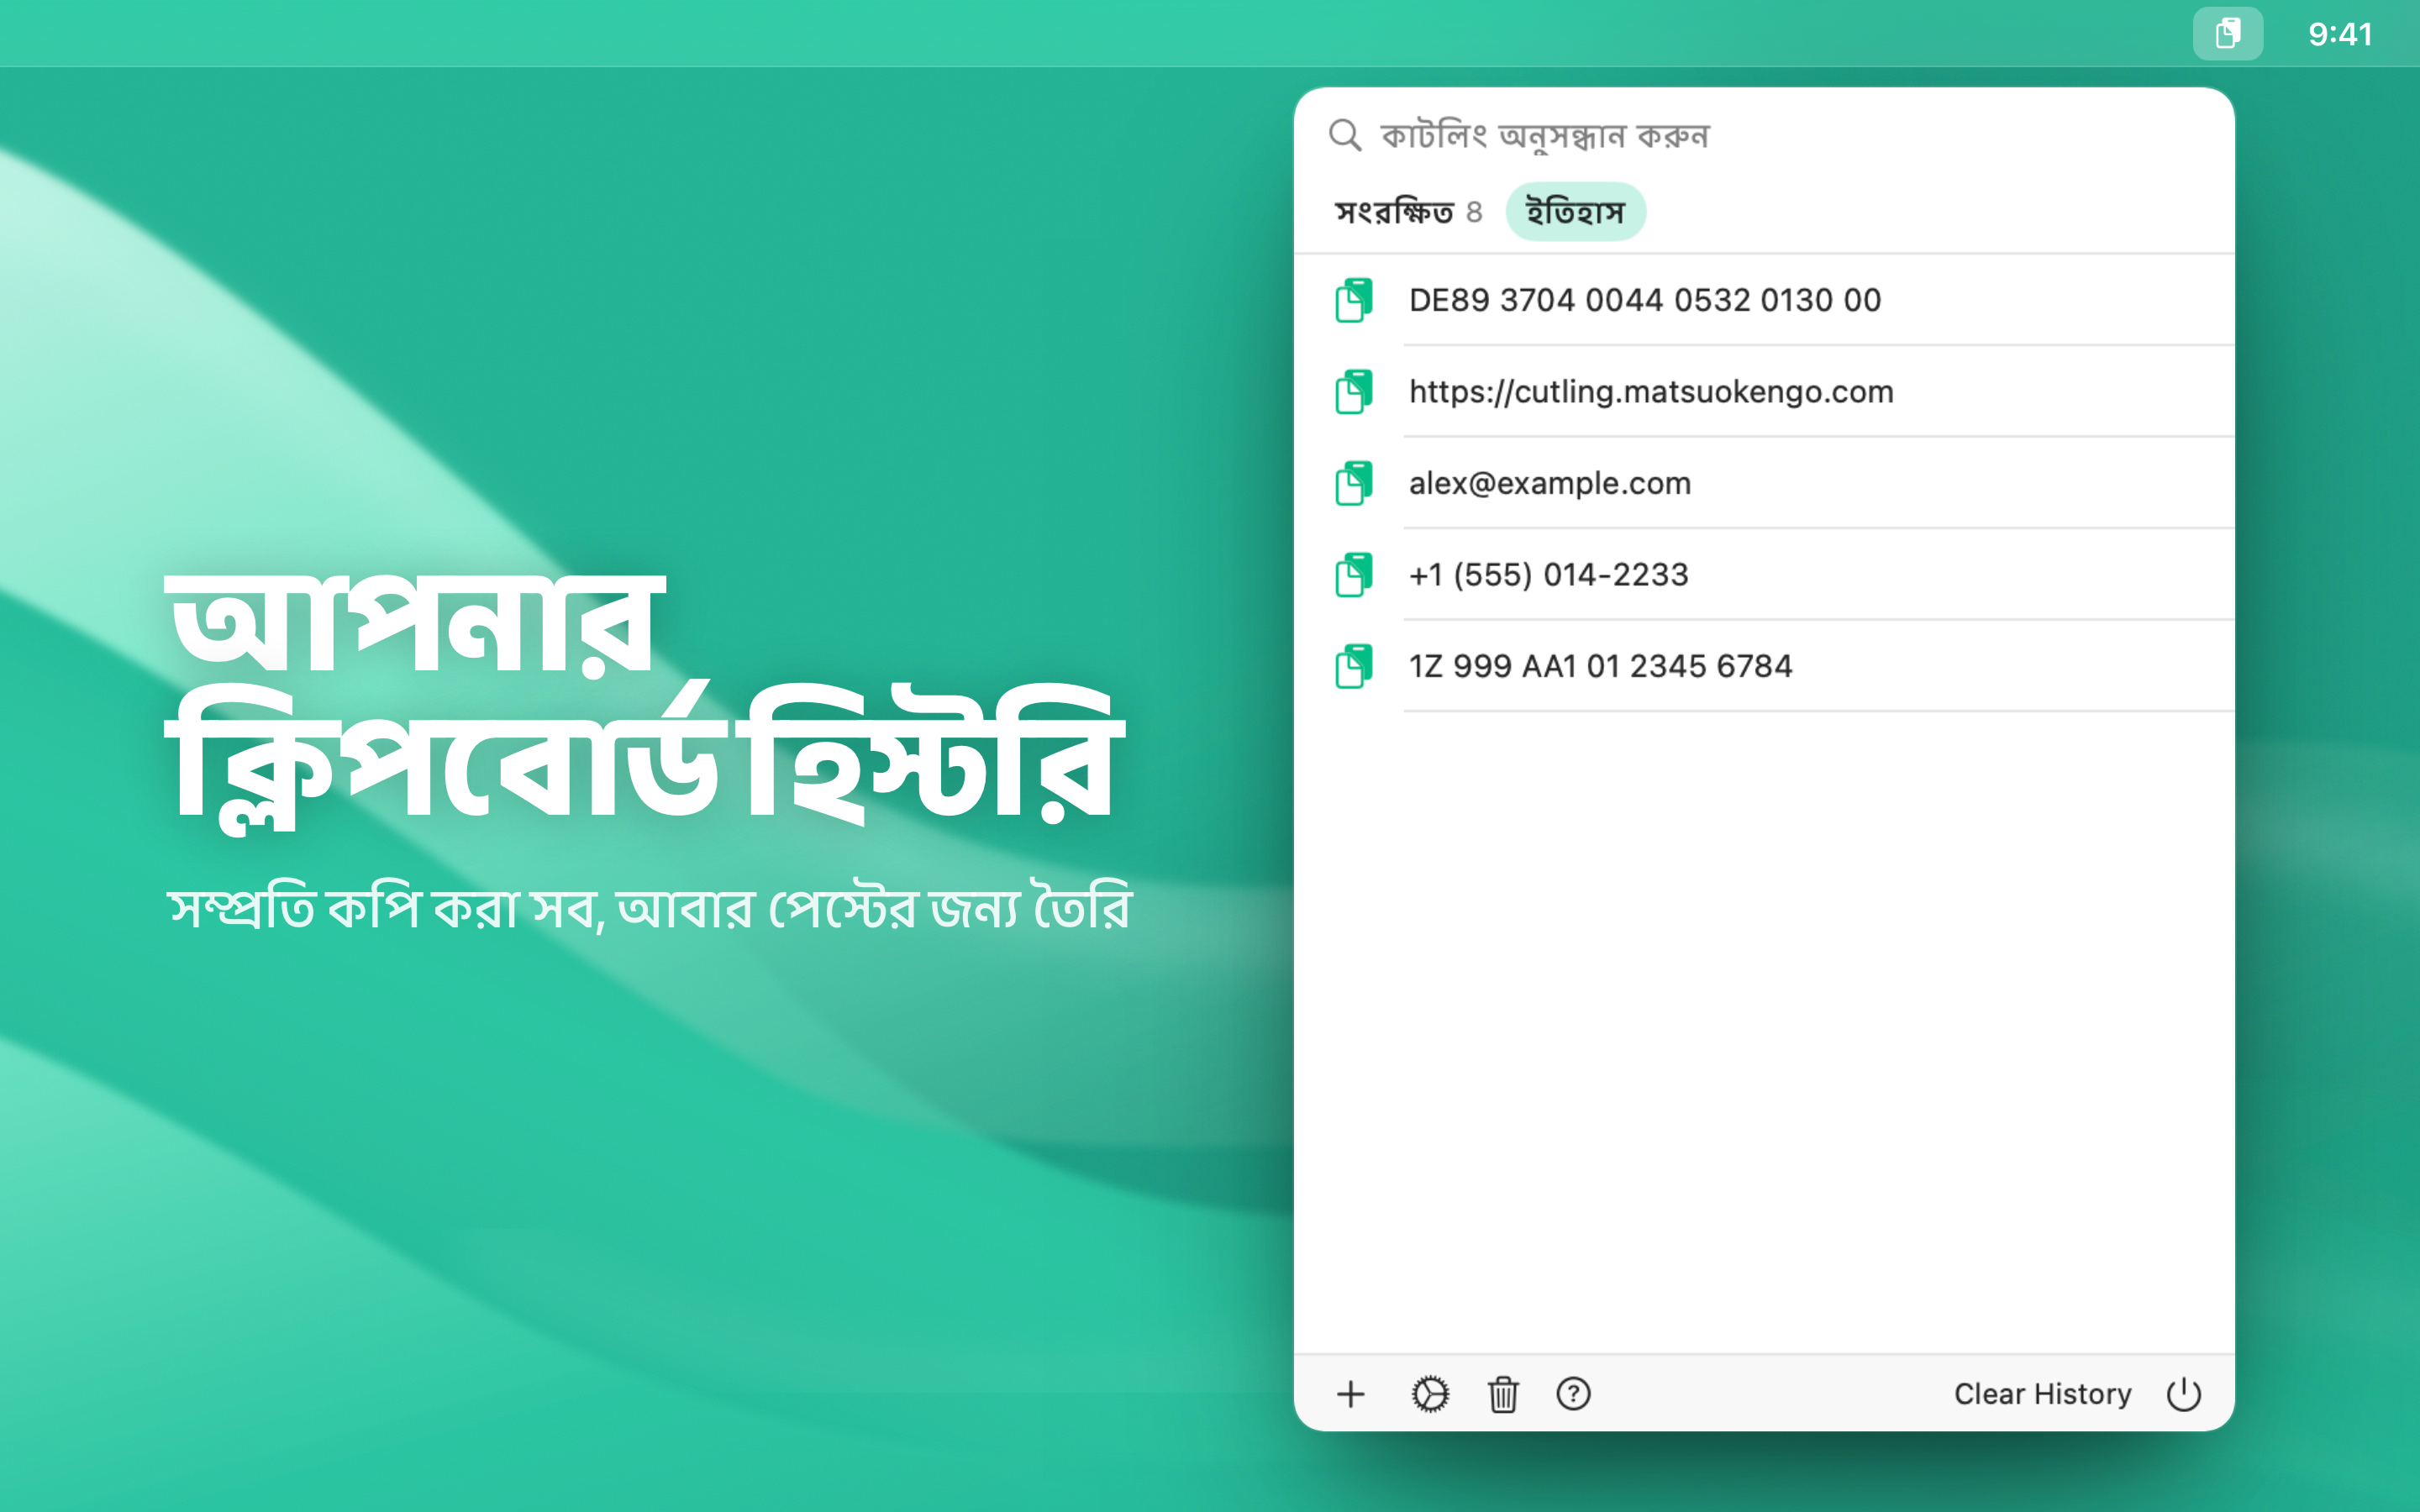 9:41
কাটলিং অনুসন্ধান করুন
সংরক্ষিত 8 ইতিহাস
DE89 3704 0044 0532 0130 00
https://cutling.matsuokengo.com
alex@example.com
+1 (555) 014-2233
1Z 999 AA1 01 2345 6784
Clear History
আপনার
ক্লিপবোর্ড হিস্টরি
সম্প্রতি কপি করা সব, আবার পেস্টের জন্য তৈরি